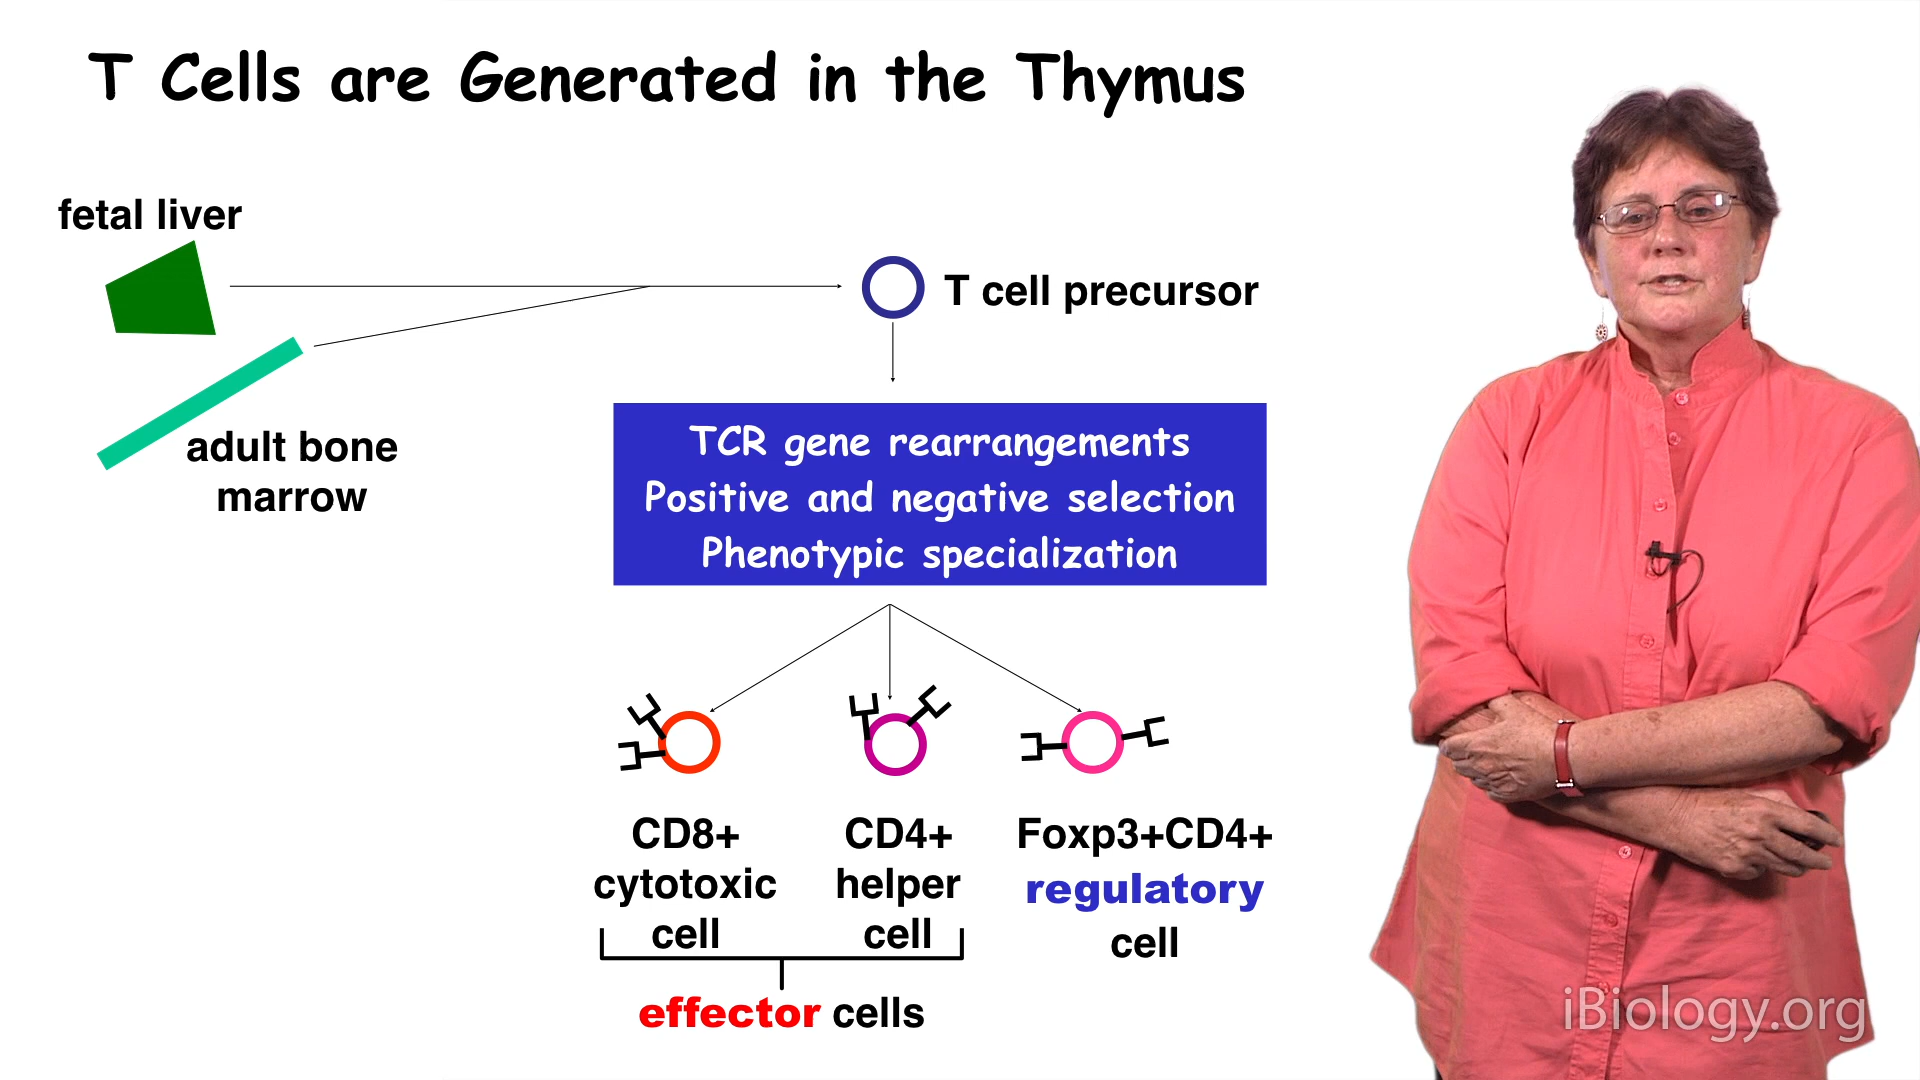 T Cells are Generated in the Thymus
fetal liver
T cell precursor
adult bone
marrow
TCR gene rearrangements
Positive and negative selection
Phenotypic specialization
CD8+
cytotoxic
cell
CD4+
helper
cell
Foxp3+CD4+
regulatory
cell
effector cells
iBiology.org